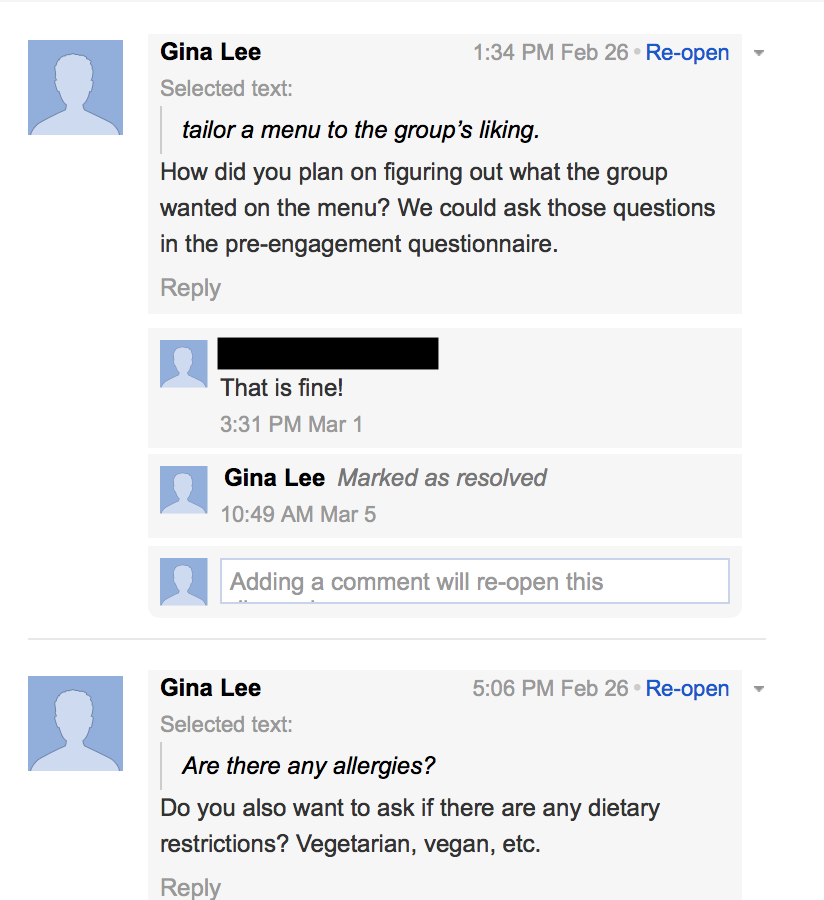 Gina Lee 1:34 PM Feb 26 • Re-open
Selected text:
tailor a menu to the group’s liking.
How did you plan on figuring out what the group
wanted on the menu? We could ask those questions
in the pre-engagement questionnaire.
Reply
That is fine!
3:31 PM Mar 1
Gina Lee Marked as resolved
10:49 AM Mar 5
Adding a comment will re-open this
Gina Lee 5:06 PM Feb 26 • Re-open
Selected text:
Are there any allergies?
Do you also want to ask if there are any dietary
restrictions? Vegetarian, vegan, etc.
Reply